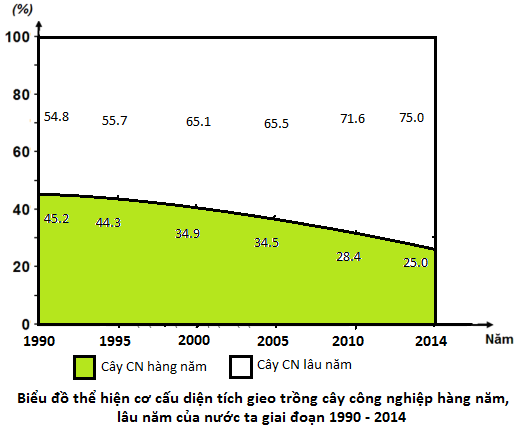 (%)
100
80
60
40
20
0
54.8 55.7 65.1 65.5 71.6 75.0
45.2 44.3 34.9 34.5 28.4 25.0
1990 1995 2000 2005 2010 2014 Năm
Cây CN hàng năm Cây CN lâu năm
Biểu đồ thể hiện cơ cấu diện tích gieo trồng cây công nghiệp hàng năm,
lâu năm của nước ta giai đoạn 1990 - 2014